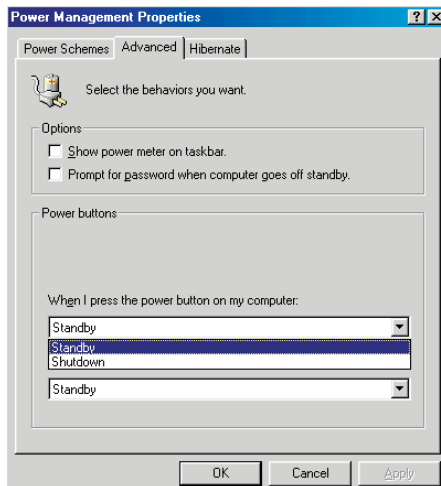 Power Management Properties
Power Schemes Advanced Hibernate
Select the behaviors you want.
Options
Show power meter on taskbar.
Prompt for password when computer goes off standby.
Power buttons
When I press the power button on my computer:
Standby
Standby
Shutdown
Standby
OK Cancel Apply